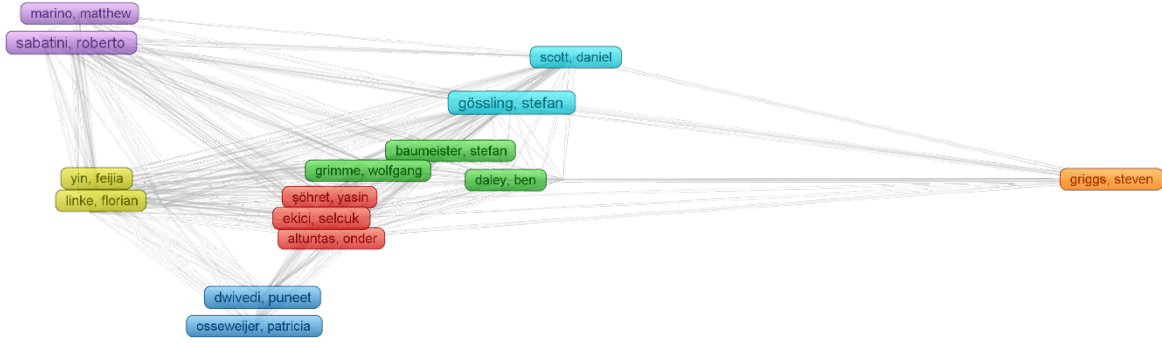 marino, matthew
sabatini, roberto
scott, daniel
gössling, stefan
baumeister, stefan
grimme, wolfgang
yin, feijia
daley, ben
griggs, steven
linke, florian
şöhret, yasin
ekici, selcuk
altuntas, onder
dwivedi, puneet
osseweijer, patricia